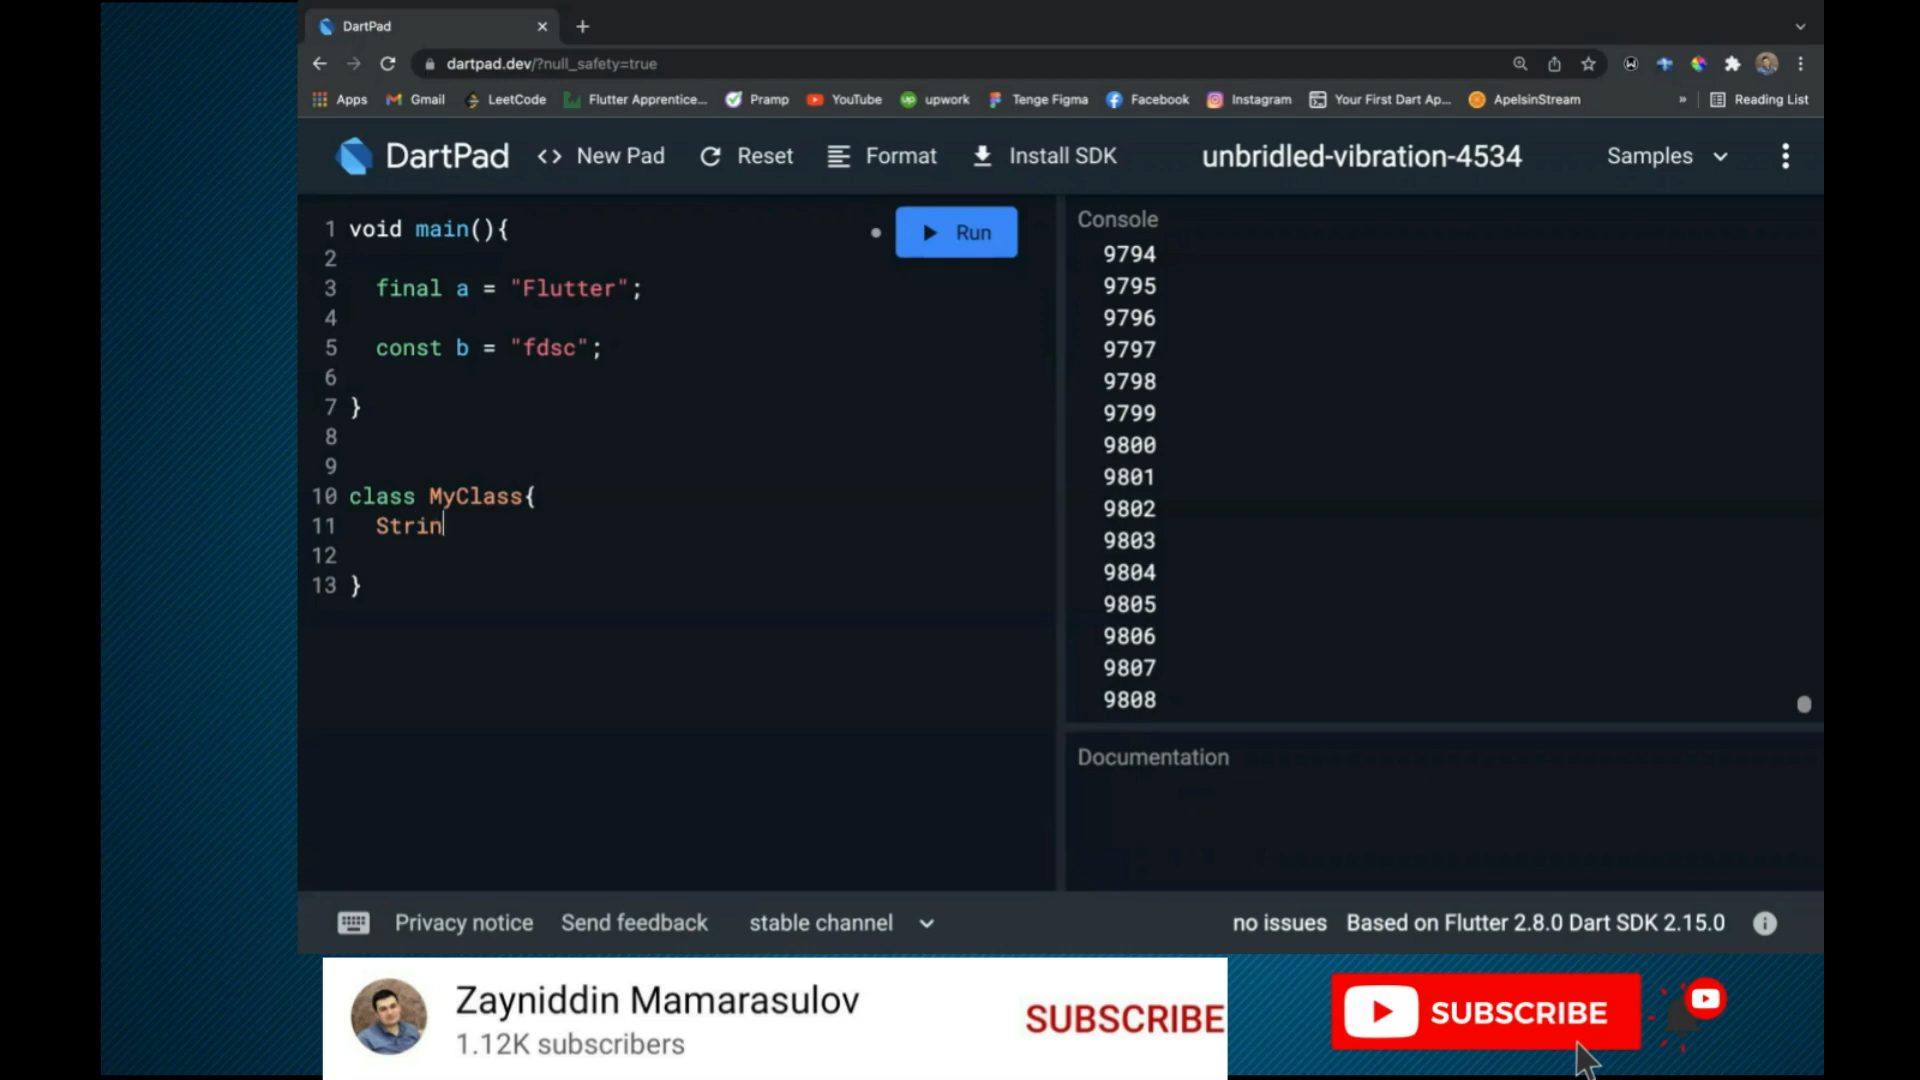 DartPad
dartpad.dev/?null_safety=true
Apps Gmail LeetCode Flutter Apprentice... Pramp YouTube upwork Tenge Figma Facebook Instagram Your First Dart Ap... ApelsinStream » Reading List
DartPad <> New Pad Reset Format Install SDK unbridled-vibration-4534 Samples
Run
1 void main(){
2
3 final a = "Flutter";
4
5 const b = "fdsc";
6
7 }
8
9
10 class MyClass{
11 Strin
12
13 }
Console
9794
9795
9796
9797
9798
9799
9800
9801
9802
9803
9804
9805
9806
9807
9808
Documentation
Privacy notice Send feedback stable channel no issues Based on Flutter 2.8.0 Dart SDK 2.15.0
Zayniddin Mamarasulov
1.12K subscribers
SUBSCRIBE
SUBSCRIBE